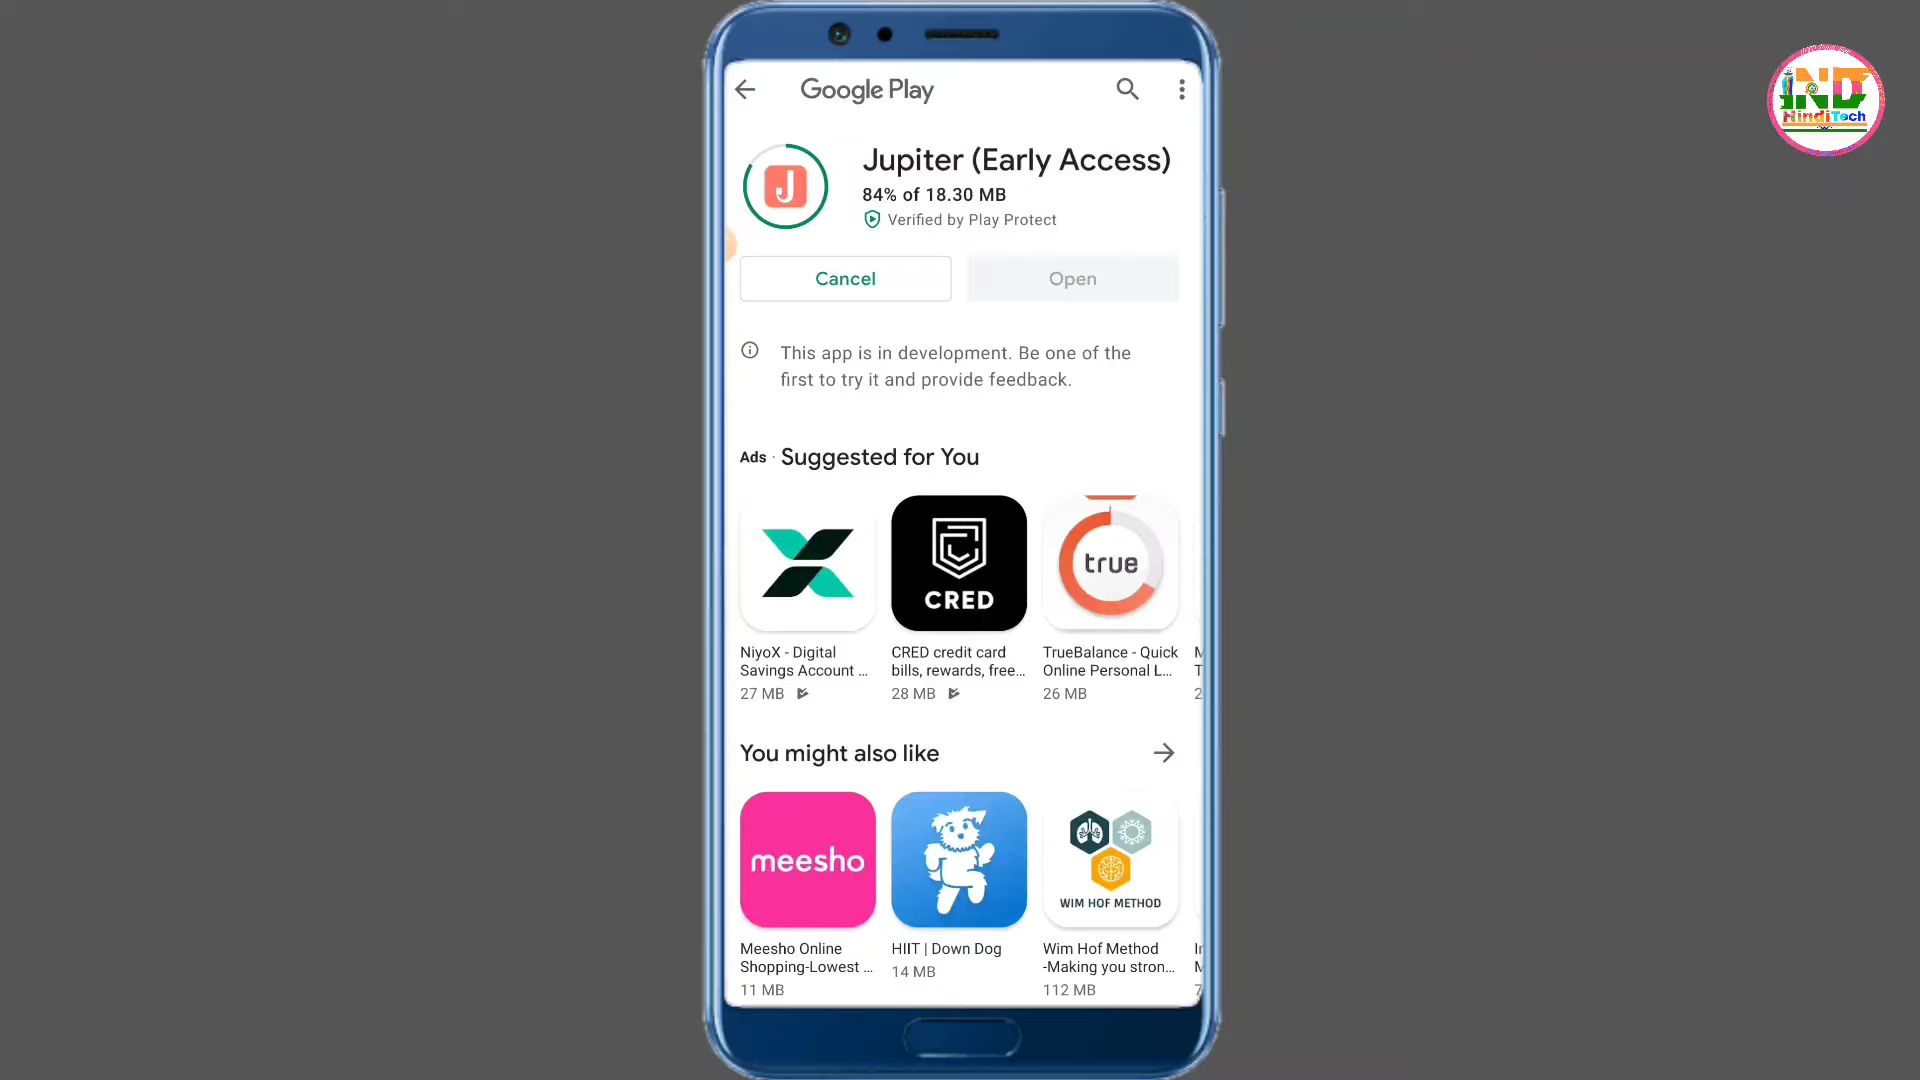 Google Play
IND
HindiTech
Jupiter (Early Access)
J
84% of 18.30 MB
Verified by Play Protect
Cancel
Open
This app is in development. Be one of the
first to try it and provide feedback.
Ads · Suggested for You
CRED
true
NiyoX - Digital
Savings Account ...
27 MB
CRED credit card
bills, rewards, free...
28 MB
TrueBalance - Quick
Online Personal L...
26 MB
M
T
2
You might also like
meesho
WIM HOF METHOD
Meesho Online
Shopping-Lowest ...
11 MB
HIIT | Down Dog
14 MB
Wim Hof Method
-Making you stron...
112 MB